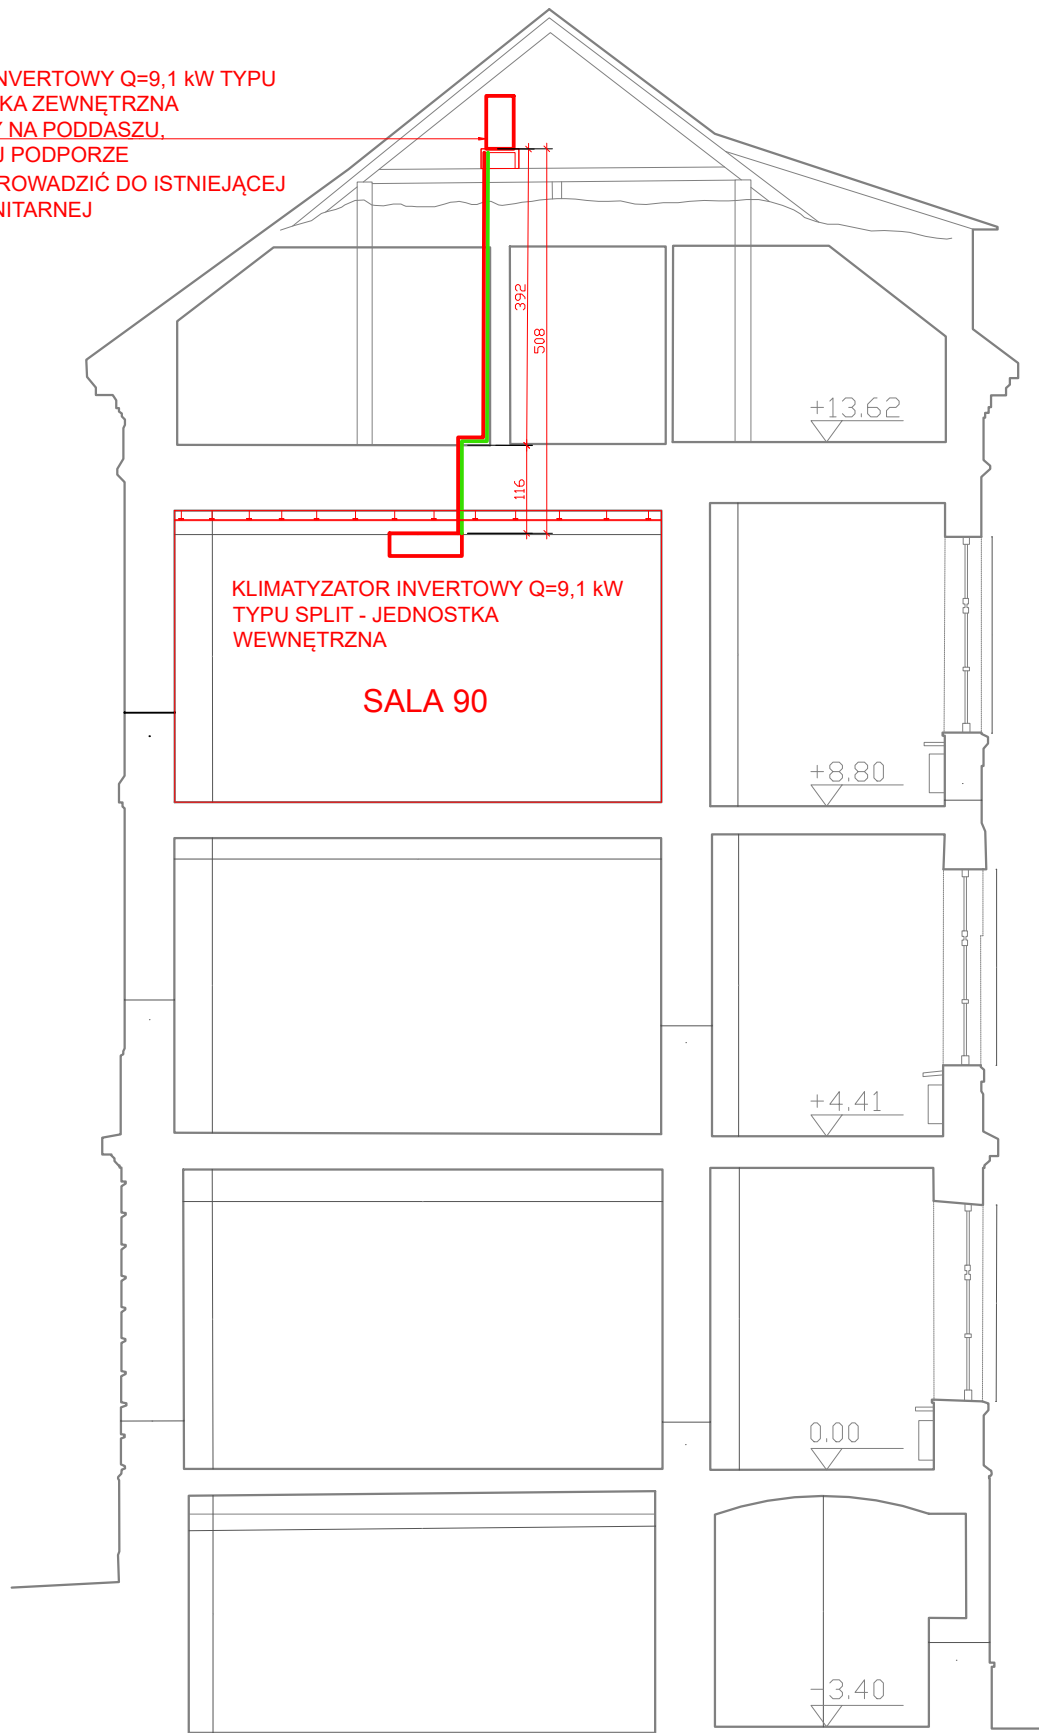 NVERTOWY Q=9,1 kW TYPU
KA ZEWNĘTRZNA
NA PODDASZU,
J PODPORZE
ROWADZIĆ DO ISTNIEJĄCEJ
NITARNEJ
392
508
+13.62
116
KLIMATYZATOR INVERTOWY Q=9,1 kW
TYPU SPLIT - JEDNOSTKA
WEWNĘTRZNA
SALA 90
+8.80
+4.41
0.00
-3.40